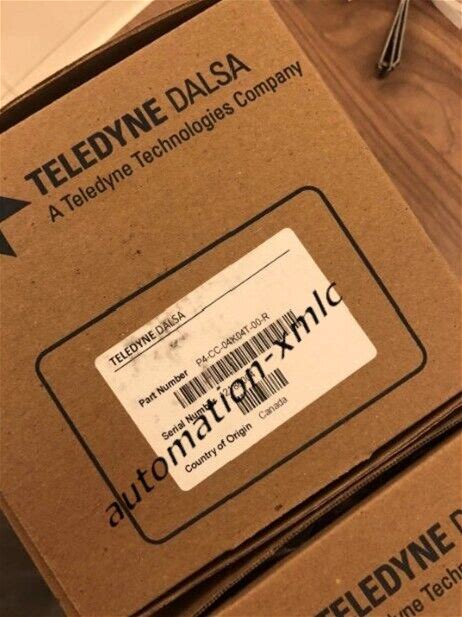 TELEDYNE DALSA
A Teledyne Technologies Company
TELEDYNE DALSA
Part Number P4-CC-04K04T-00-R
Serial Number
Country of Origin Canada
automation-xmlc
TELEDYNE